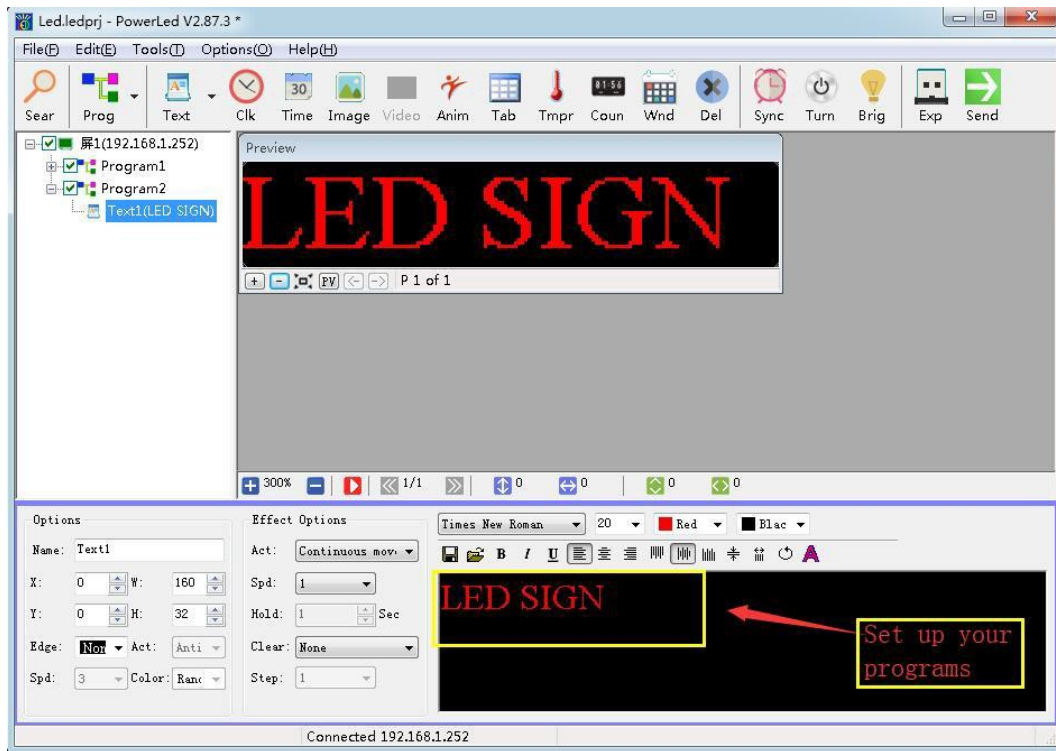 Led.ledprj - PowerLed V2.87.3 *
File(F) Edit(E) Tools(T) Options(O) Help(H)
30 01:56
Sear Prog Text Clk Time Image Video Anim Tab Tmpr Coun Wnd Del Sync Turn Brig Exp Send
屏1(192.168.1.252)
Program1
Program2
Text1(LED SIGN)
Preview
LED SIGN
+ - PV <- -> P 1 of 1
300% 1/1 0 0 0 0
Options
Name: Text1
X: 0 W: 160
Y: 0 H: 32
Edge: Non Act: Anti
Spd: 3 Color: Rand
Effect Options
Act: Continuous mov
Spd: 1
Hold: 1 Sec
Clear: None
Step: 1
Times New Roman 20 Red Blac
B I U A
LED SIGN
Set up your
programs
Connected 192.168.1.252